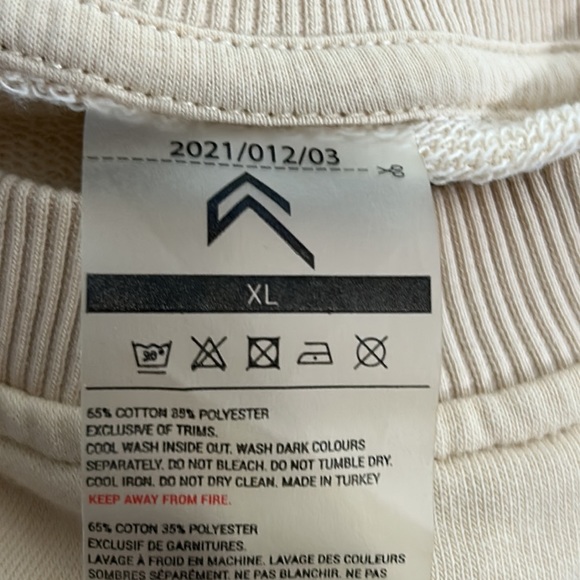 2021/012/03
XL
30°
65% COTTON 35% POLYESTER
EXCLUSIVE OF TRIMS.
COOL WASH INSIDE OUT. WASH DARK COLOURS
SEPARATELY. DO NOT BLEACH. DO NOT TUMBLE DRY.
COOL IRON. DO NOT DRY CLEAN. MADE IN TURKEY
KEEP AWAY FROM FIRE.
65% COTON 35% POLYESTER
EXCLUSIF DE GARNITURES.
LAVAGE À FROID EN MACHINE. LAVAGE DES COULEURS
SOMBRES SÉPARÉMENT. NE PAS BLANCHIR. NE PAS